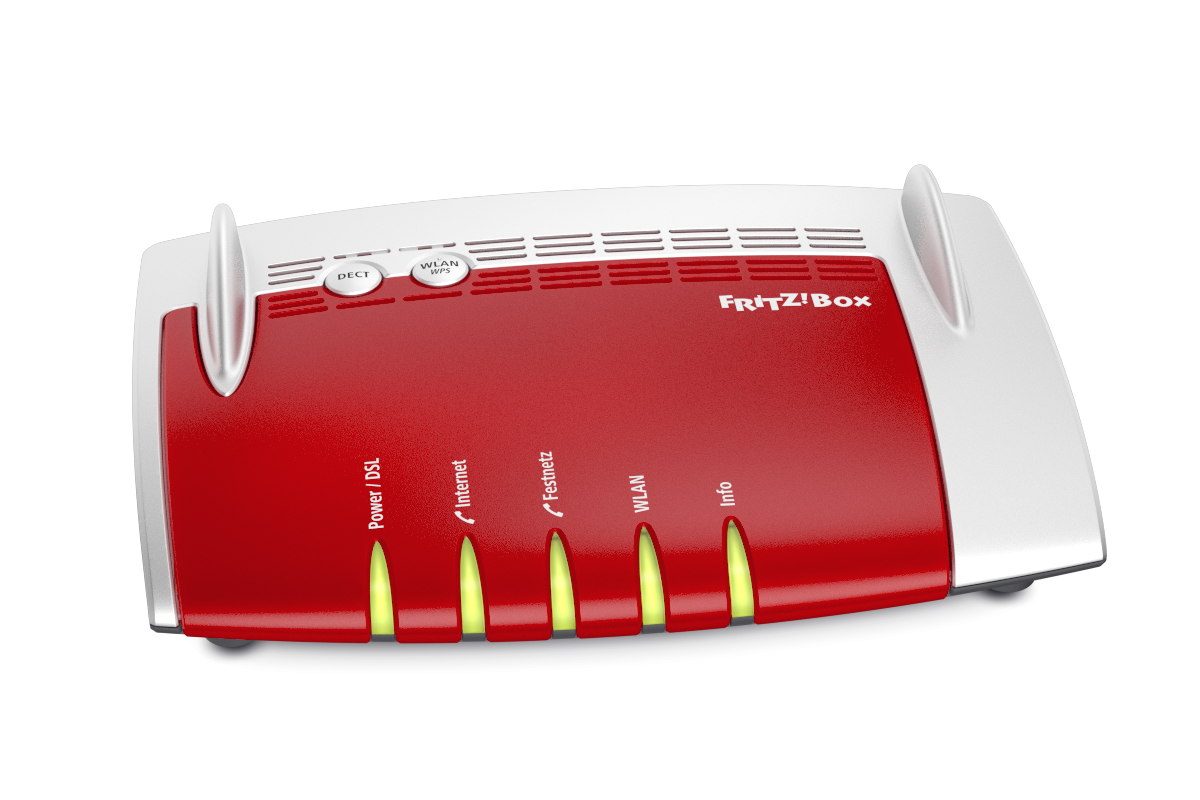 DECT
WLAN
WPS
FRITZ!Box
Power / DSL
Internet
Festnetz
WLAN
Info